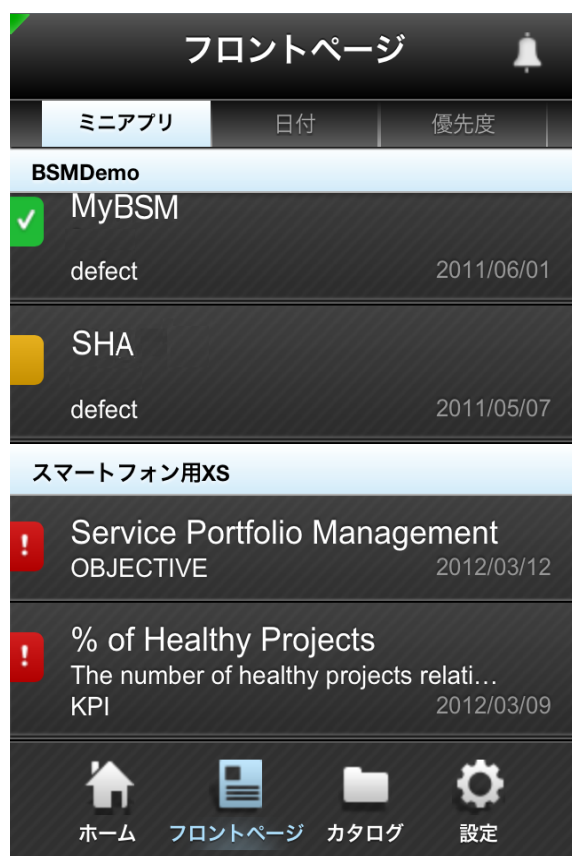 フロントページ
ミニアプリ 日付 優先度
BSMDemo
MyBSM
defect 2011/06/01
SHA
defect 2011/05/07
スマートフォン用XS
Service Portfolio Management
OBJECTIVE 2012/03/12
% of Healthy Projects
The number of healthy projects relati...
KPI 2012/03/09
ホーム フロントページ カタログ 設定